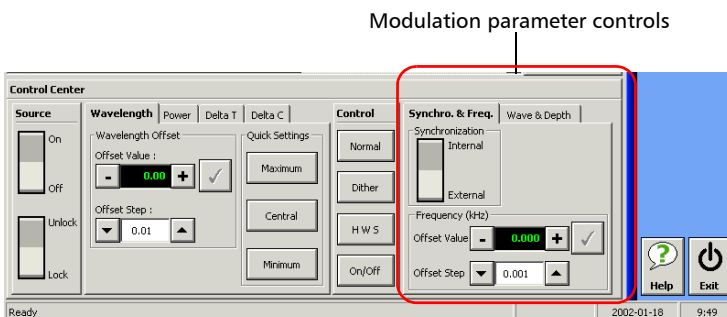 Modulation parameter controls
Control Center
Source
On
Off
Unlock
Lock
Wavelength
Power
Delta T
Delta C
Wavelength Offset
Offset Value :
- 0.00 +
Offset Step :
0.01
Quick Settings
Maximum
Central
Minimum
Control
Normal
Dither
H W S
On/Off
Synchro. & Freq.
Wave & Depth
Synchronization
Internal
External
Frequency (kHz)
Offset Value - 0.000 +
Offset Step 0.001
Help
Exit
Ready
2002-01-18
9:49